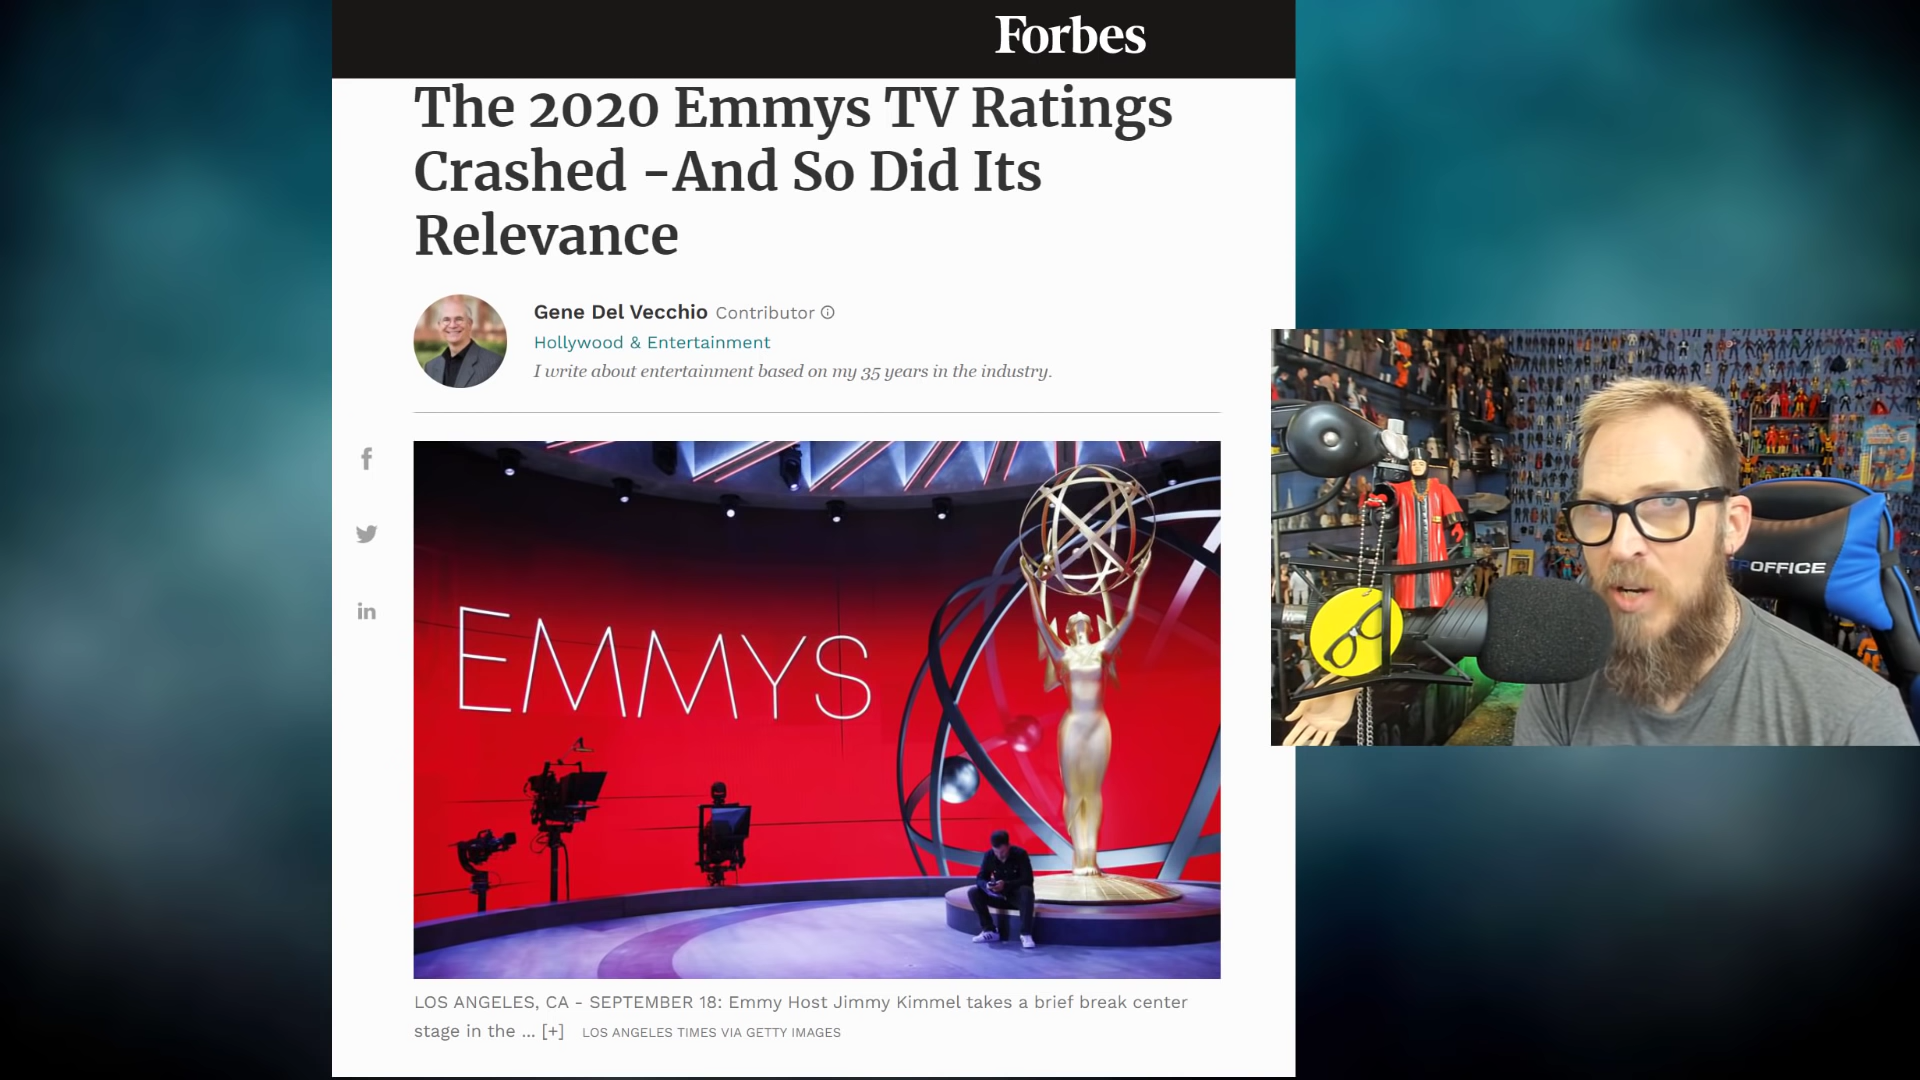 Forbes
The 2020 Emmys TV Ratings
Crashed -And So Did Its
Relevance
Gene Del Vecchio Contributor
Hollywood & Entertainment
I write about entertainment based on my 35 years in the industry.
EMMYS
OFFICE
LOS ANGELES, CA - SEPTEMBER 18: Emmy Host Jimmy Kimmel takes a brief break center
stage in the ... [+] LOS ANGELES TIMES VIA GETTY IMAGES